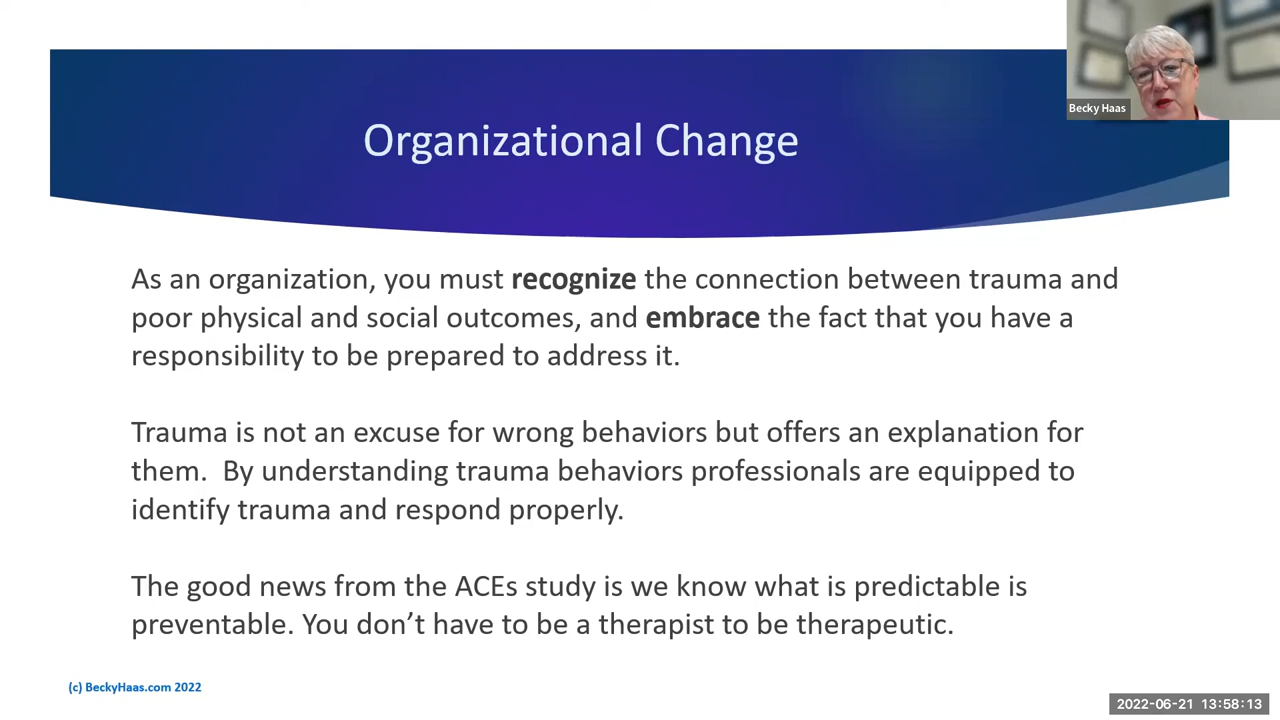 Becky Haas
Organizational Change
As an organization, you must recognize the connection between trauma and
poor physical and social outcomes, and embrace the fact that you have a
responsibility to be prepared to address it.
Trauma is not an excuse for wrong behaviors but offers an explanation for
them.  By understanding trauma behaviors professionals are equipped to
identify trauma and respond properly.
The good news from the ACEs study is we know what is predictable is
preventable. You don’t have to be a therapist to be therapeutic.
(c) BeckyHaas.com 2022
2022-06-21 13:58:13